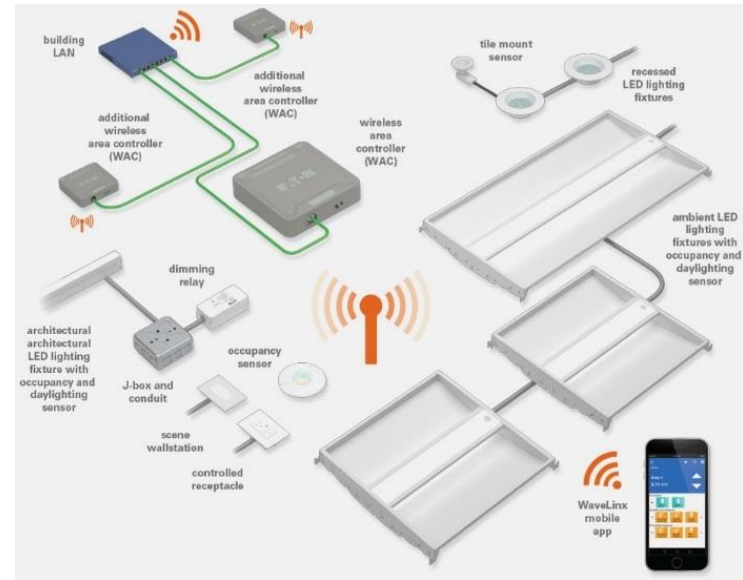 building
LAN
additional
wireless
area controller
(WAC)
additional
wireless
area controller
(WAC)
wireless
area
controller
(WAC)
EATON
tile mount
sensor
recessed
LED lighting
fixtures
ambient LED
lighting
fixtures with
occupancy and
daylighting
sensor
dimming
relay
architectural
architectural
LED lighting
fixture with
occupancy and
daylighting
sensor
J-box and
conduit
occupancy
sensor
scene
wallstation
controlled
receptacle
WaveLinx
mobile
app